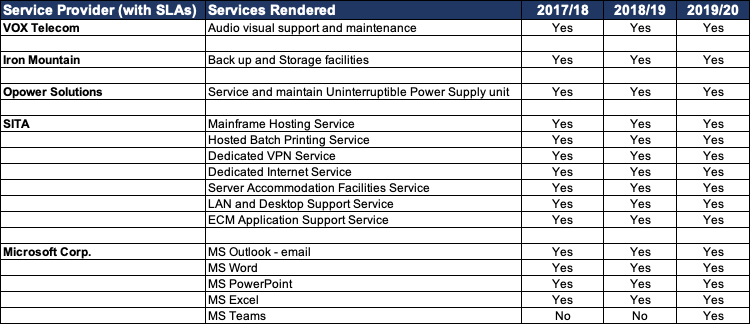 Service Provider (with SLAs) Services Rendered 2017/18 2018/19 2019/20
VOX Telecom Audio visual support and maintenance Yes Yes Yes
Iron Mountain Back up and Storage facilities Yes Yes Yes
Opower Solutions Service and maintain Uninterruptible Power Supply unit Yes Yes Yes
SITA Mainframe Hosting Service Yes Yes Yes
Hosted Batch Printing Service Yes Yes Yes
Dedicated VPN Service Yes Yes Yes
Dedicated Internet Service Yes Yes Yes
Server Accommodation Facilities Service Yes Yes Yes
LAN and Desktop Support Service Yes Yes Yes
ECM Application Support Service Yes Yes Yes
Microsoft Corp. MS Outlook - email Yes Yes Yes
MS Word Yes Yes Yes
MS PowerPoint Yes Yes Yes
MS Excel Yes Yes Yes
MS Teams No No Yes